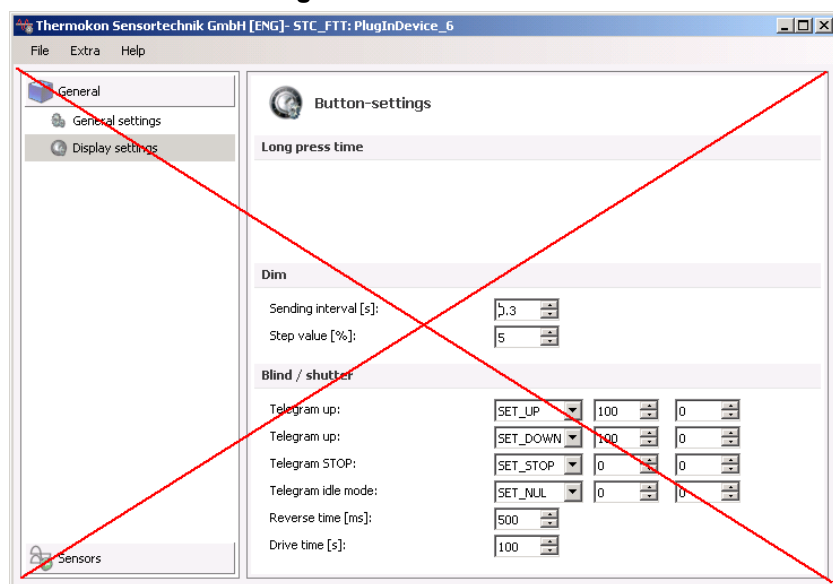 Thermokon Sensortechnik GmbH [ENG]- STC_FTT: PlugInDevice_6
File Extra Help
General
General settings
Display settings
Sensors
Button-settings
Long press time
Dim
Sending interval [s]: 0.3
Step value [%]: 5
Blind / shutter
Telegram up: SET_UP 100 0
Telegram up: SET_DOWN 100 0
Telegram STOP: SET_STOP 0 0
Telegram idle mode: SET_NUL 0 0
Reverse time [ms]: 500
Drive time [s]: 100